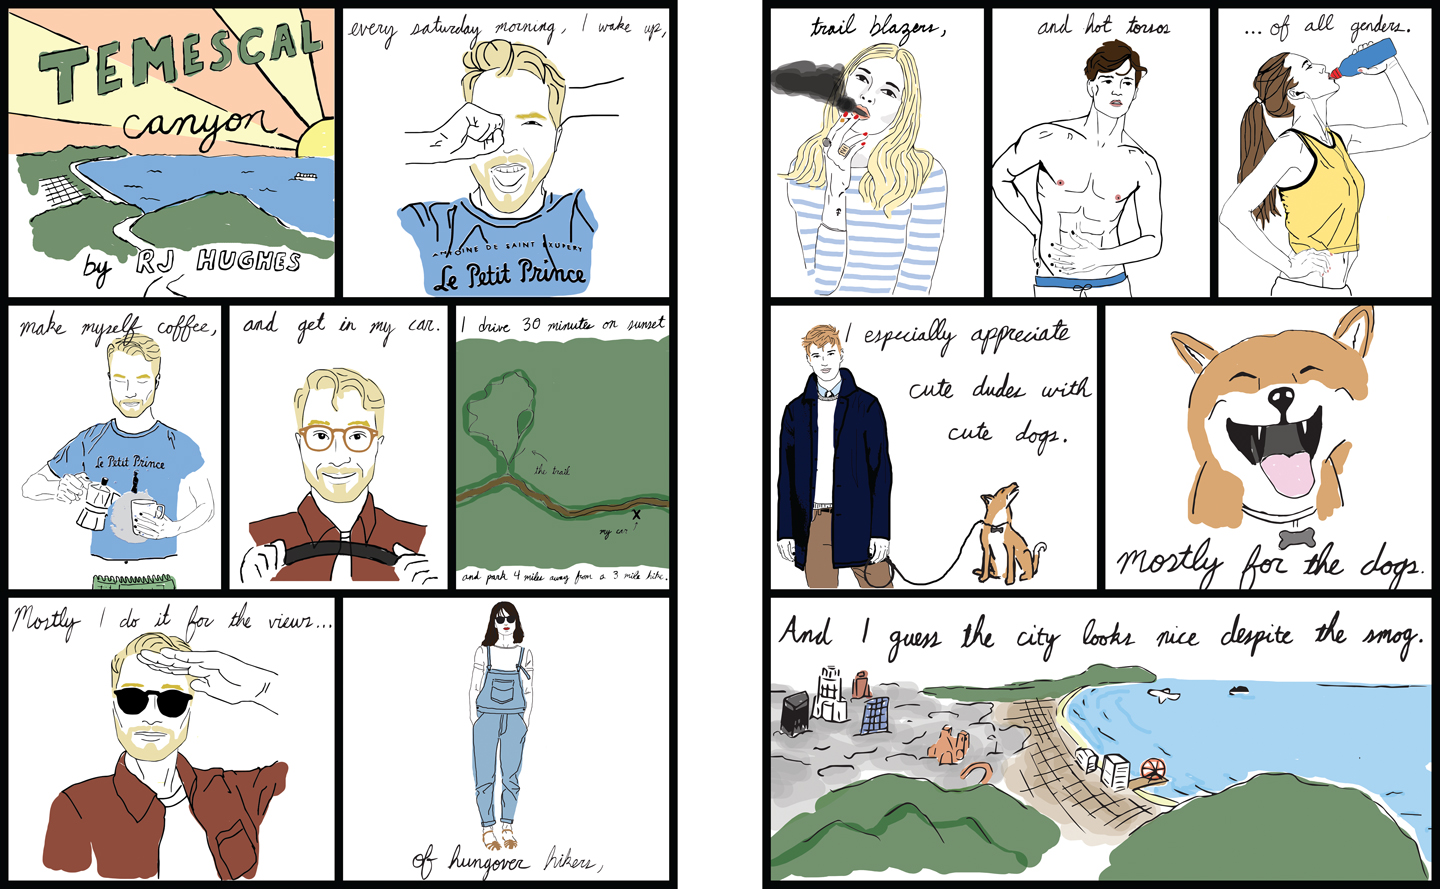 TEMESCAL
canyon
by RJ HUGHES
every saturday morning, I wake up,
ANTOINE DE SAINT EXUPERY
Le Petit Prince
make myself coffee,
Le Petit Prince
and get in my car.
I drive 30 minutes on sunset
the trail
my car
and park 4 miles away from a 3 mile hike.
Mostly I do it for the views...
of hungover hikers,
trail blazers,
and hot torsos
...of all genders.
I especially appreciate
cute dudes with
cute dogs.
mostly for the dogs.
And I guess the city looks nice despite the smog.